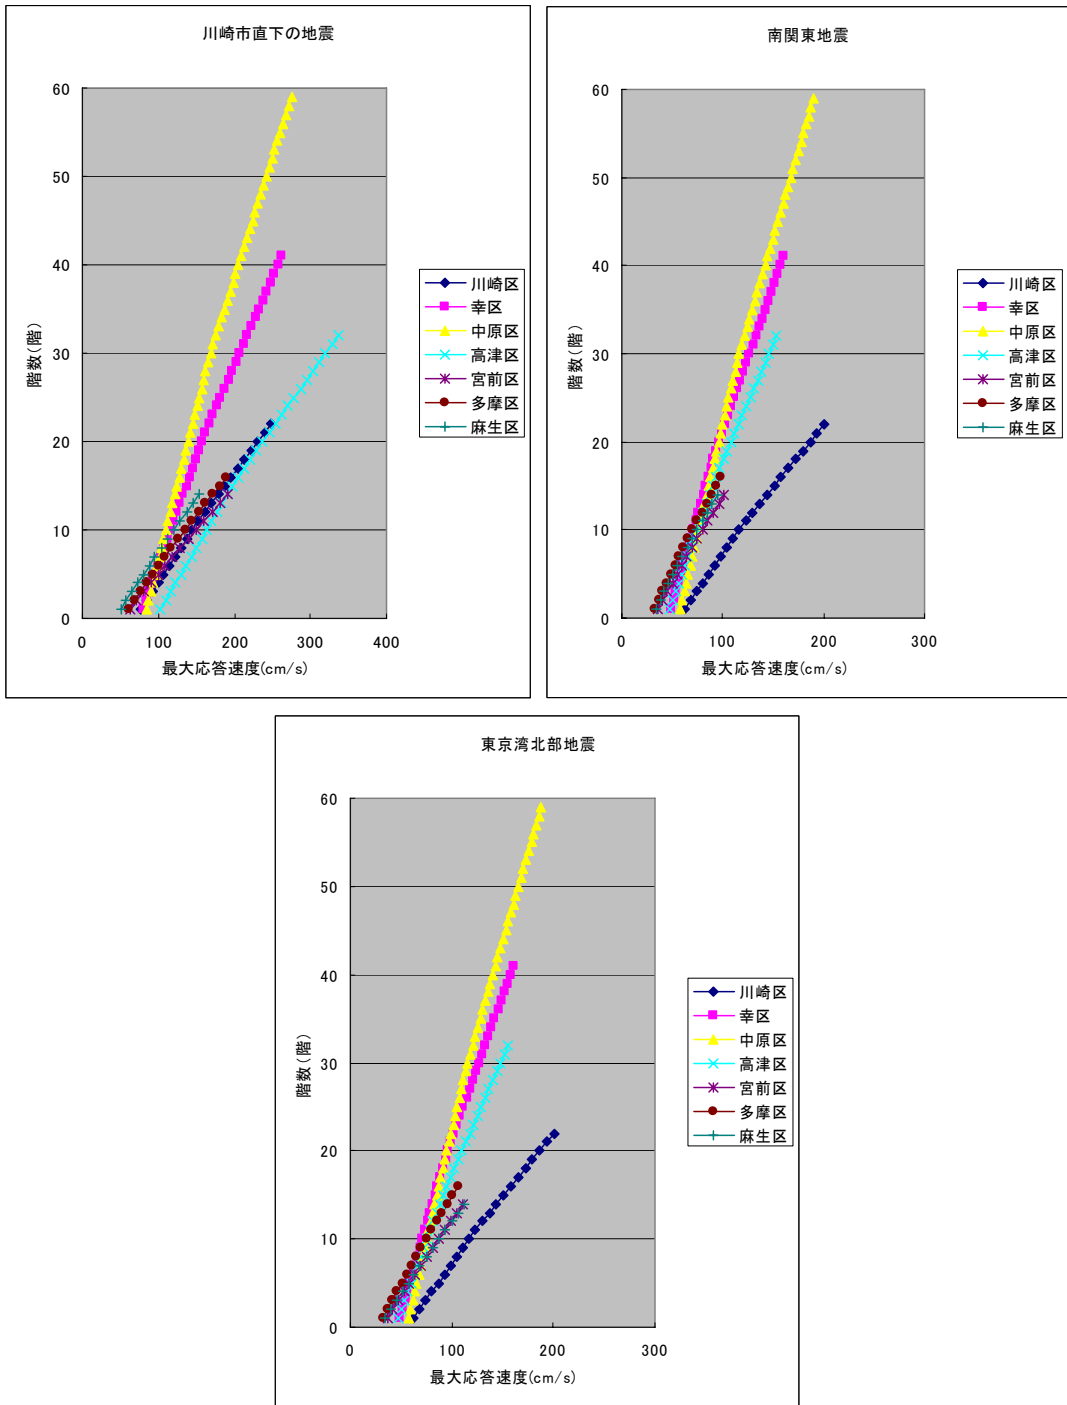 川崎市直下の地震
60
50
40
30
20
10
0
0 100 200 300 400
階数(階)
最大応答速度(cm/s)
川崎区
幸区
中原区
高津区
宮前区
多摩区
麻生区
南関東地震
60
50
40
30
20
10
0
0 100 200 300
階数(階)
最大応答速度(cm/s)
川崎区
幸区
中原区
高津区
宮前区
多摩区
麻生区
東京湾北部地震
60
50
40
30
20
10
0
0 100 200 300
階数(階)
最大応答速度(cm/s)
川崎区
幸区
中原区
高津区
宮前区
多摩区
麻生区